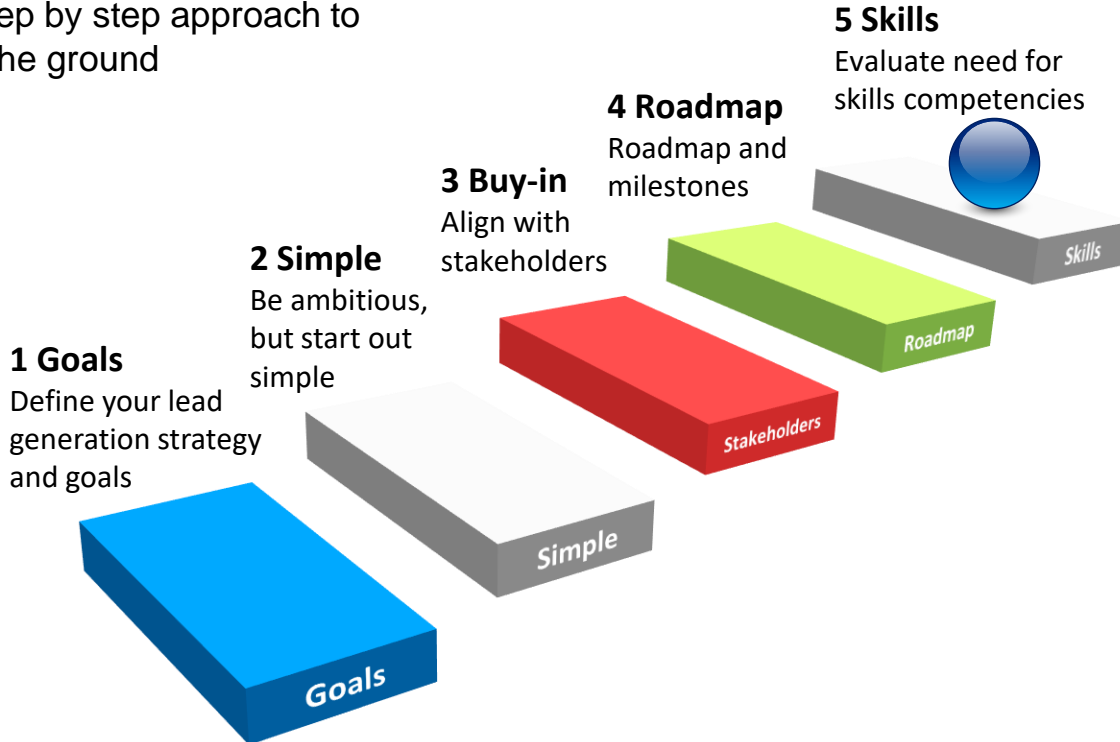 ep by step approach to
he ground
1 Goals
Define your lead
generation strategy
and goals
2 Simple
Be ambitious,
but start out
simple
3 Buy-in
Align with
stakeholders
4 Roadmap
Roadmap and
milestones
5 Skills
Evaluate need for
skills competencies
Goals
Simple
Stakeholders
Roadmap
Skills